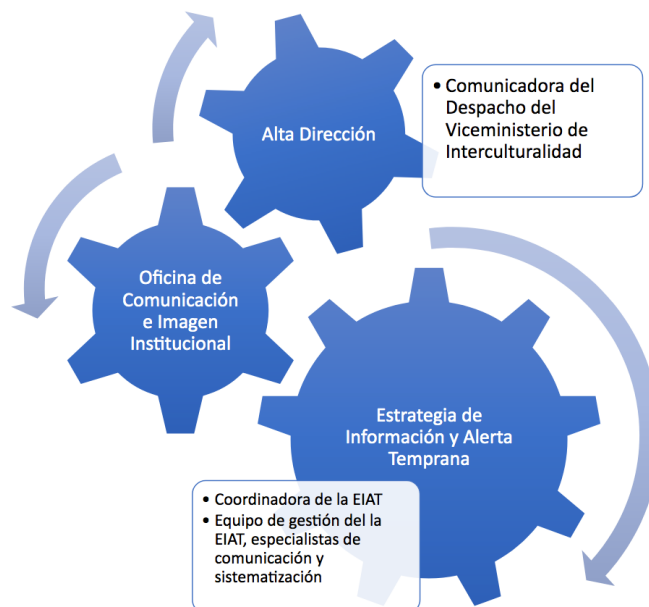 Alta Dirección
• Comunicadora del
Despacho del
Viceministerio de
Interculturalidad
Oficina de
Comunicación
e Imagen
Institucional
Estrategia de
Información y Alerta
Temprana
• Coordinadora de la EIAT
• Equipo de gestión del la
EIAT, especialistas de
comunicación y
sistematización